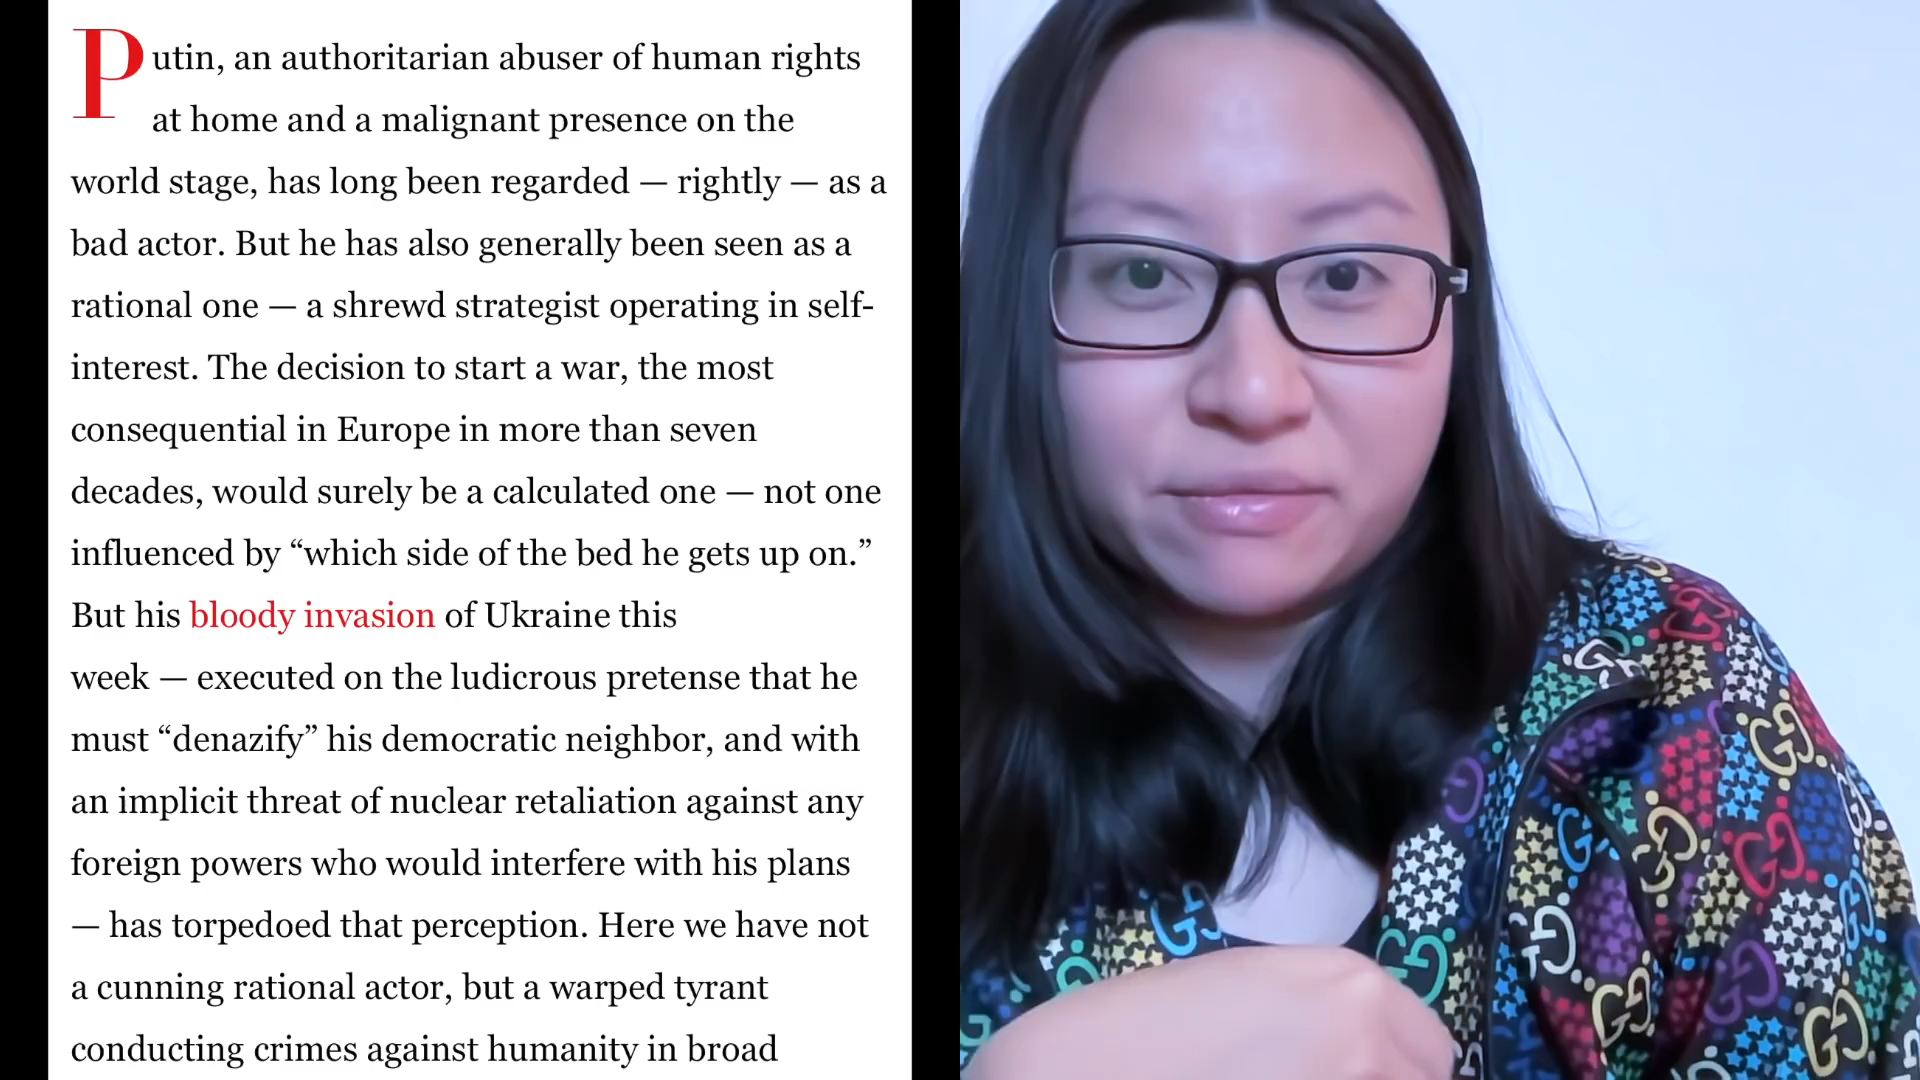 Putin, an authoritarian abuser of human rights
at home and a malignant presence on the
world stage, has long been regarded — rightly — as a
bad actor. But he has also generally been seen as a
rational one — a shrewd strategist operating in self-
interest. The decision to start a war, the most
consequential in Europe in more than seven
decades, would surely be a calculated one — not one
influenced by “which side of the bed he gets up on.”
But his bloody invasion of Ukraine this
week — executed on the ludicrous pretense that he
must “denazify” his democratic neighbor, and with
an implicit threat of nuclear retaliation against any
foreign powers who would interfere with his plans
— has torpedoed that perception. Here we have not
a cunning rational actor, but a warped tyrant
conducting crimes against humanity in broad